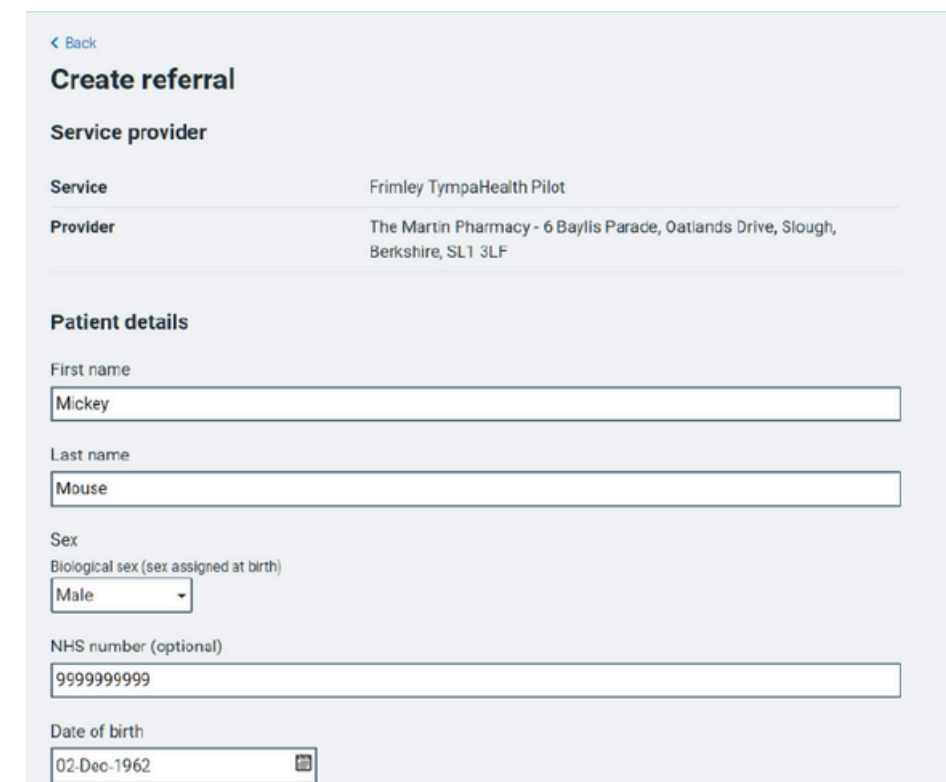 Back
Create referral
Service provider
Service Frimley TympaHealth Pilot
Provider The Martin Pharmacy - 6 Baylis Parade, Oatlands Drive, Slough,
Berkshire, SL1 3LF
Patient details
First name
Mickey
Last name
Mouse
Sex
Biological sex (sex assigned at birth)
Male
NHS number (optional)
9999999999
Date of birth
02-Dec-1962